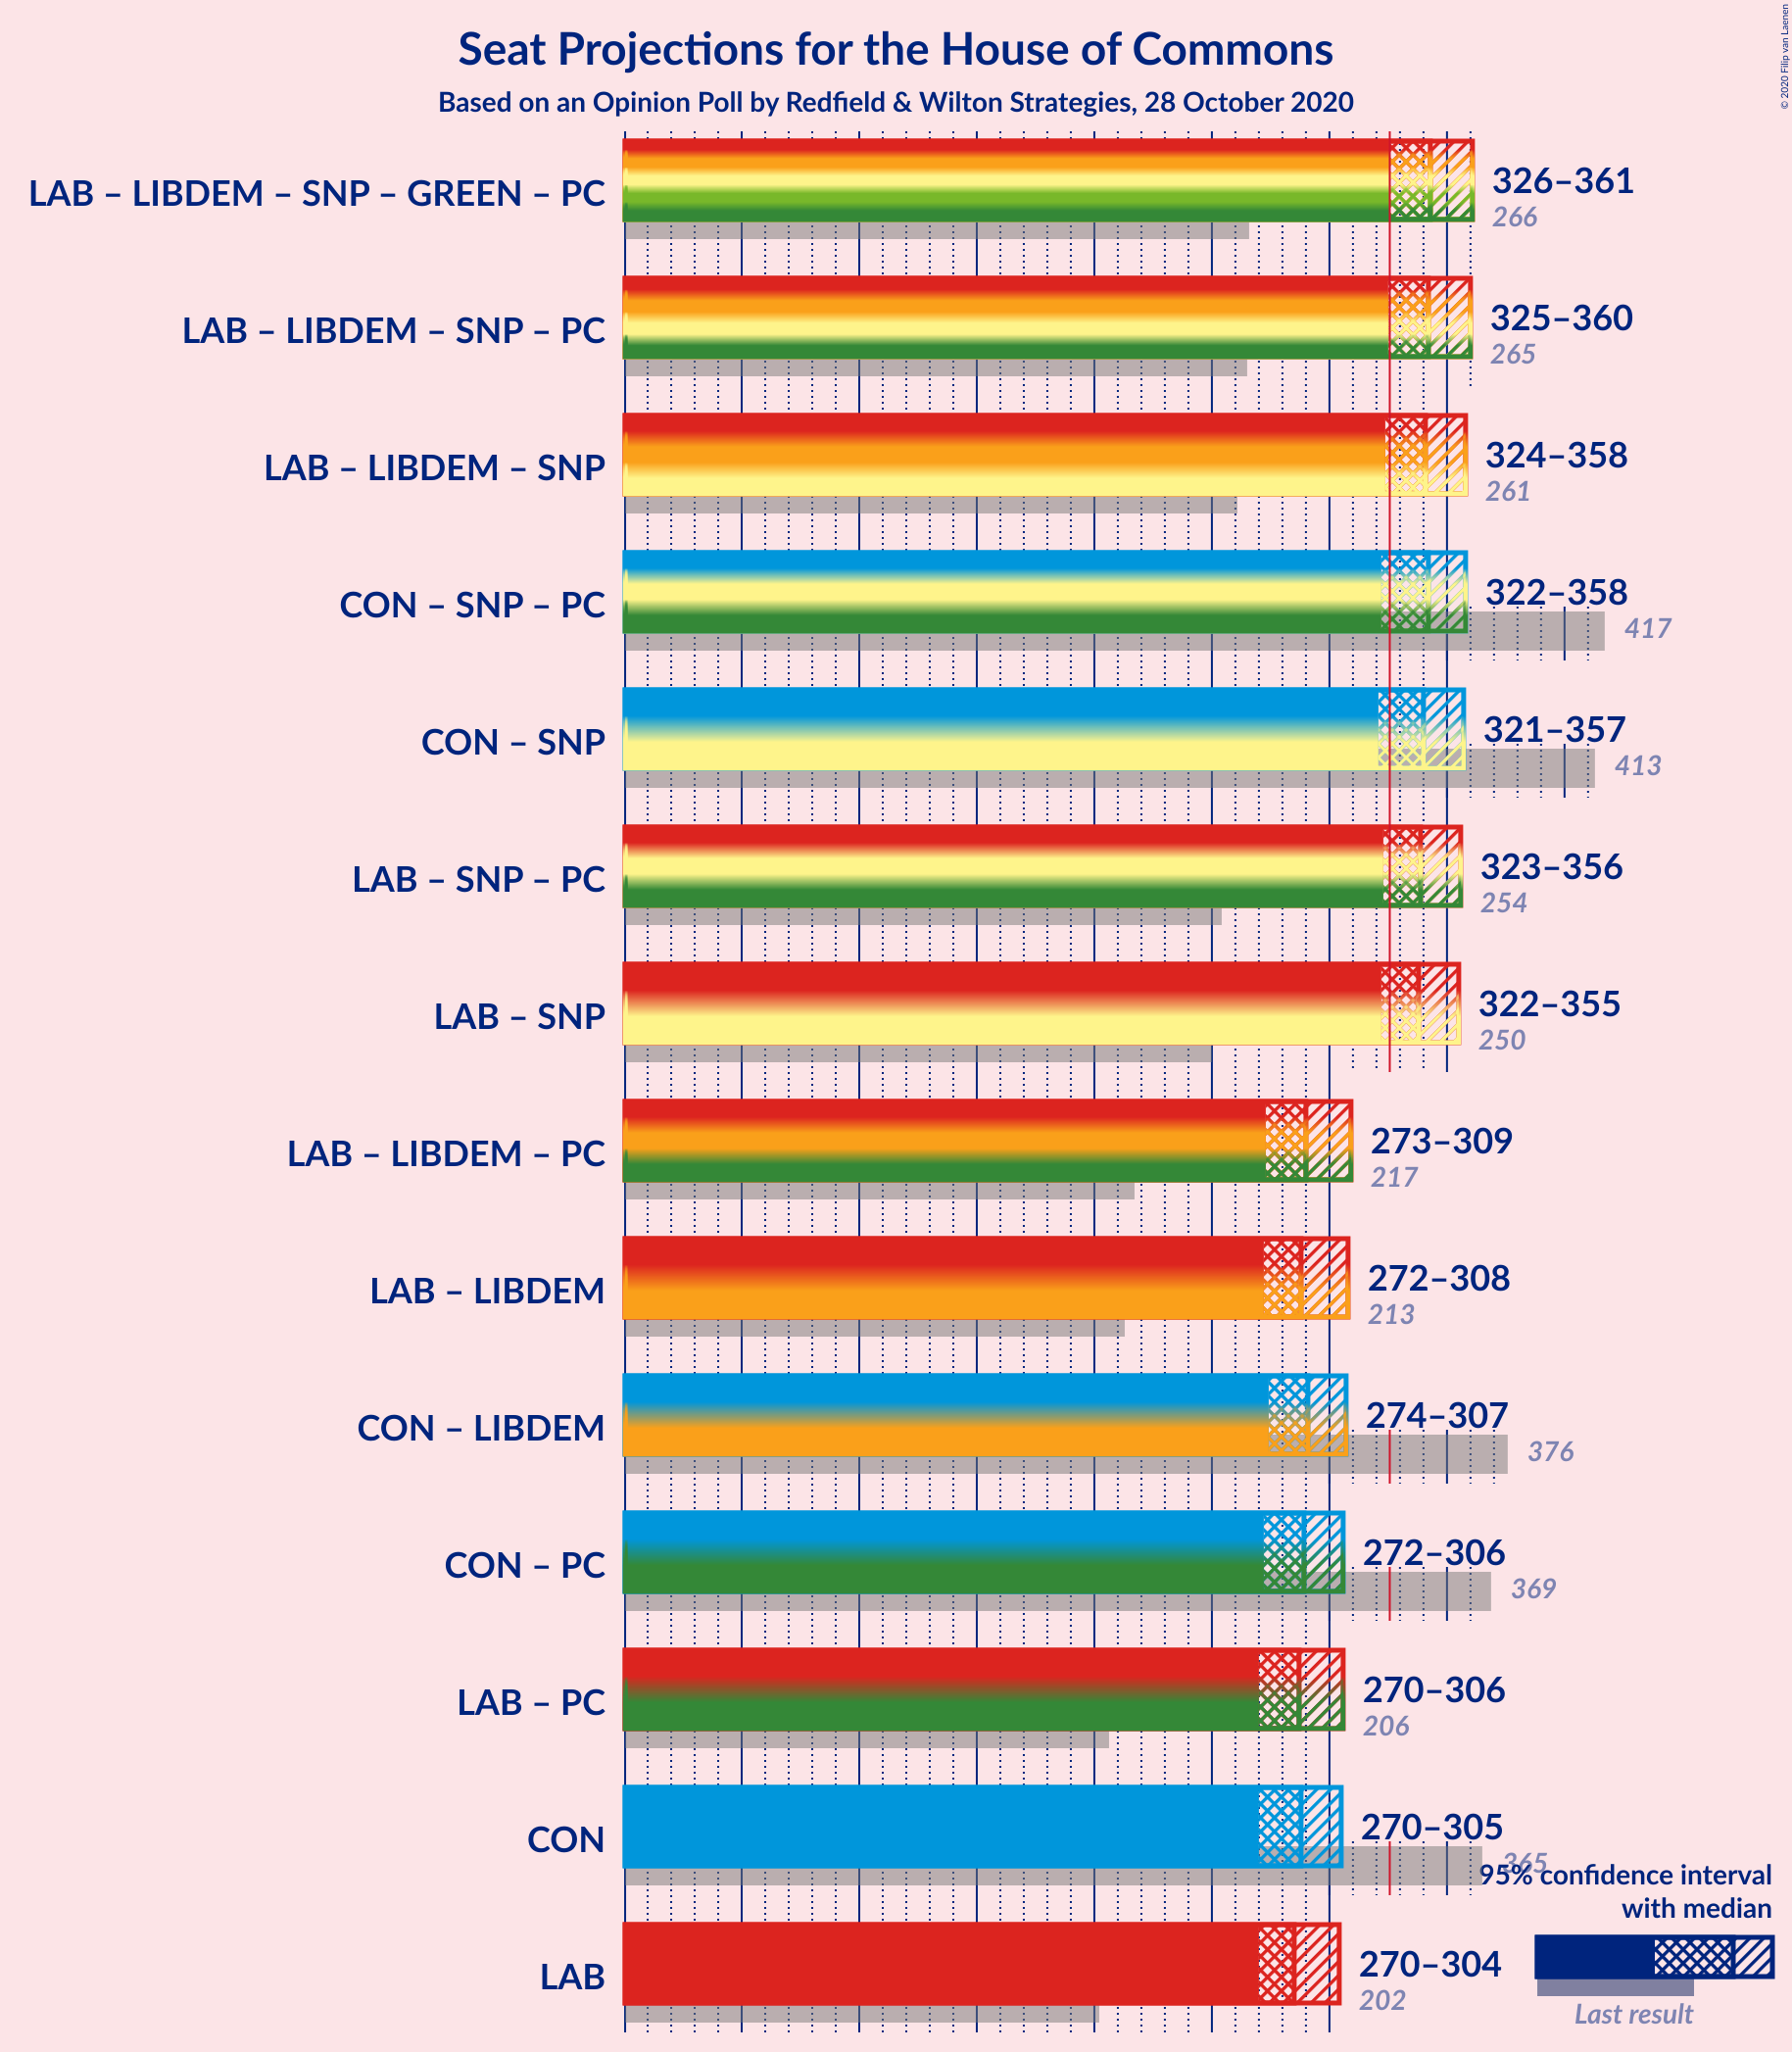 Seat Projections for the House of Commons
Based on an Opinion Poll by Redfield & Wilton Strategies, 28 October 2020
© 2020 Filip van Laenen
LAB – LIBDEM – SNP – GREEN – PC
326–361
266
LAB – LIBDEM – SNP – PC
325–360
265
LAB – LIBDEM – SNP
324–358
261
CON – SNP – PC
322–358
417
CON – SNP
321–357
413
LAB – SNP – PC
323–356
254
LAB – SNP
322–355
250
LAB – LIBDEM – PC
273–309
217
LAB – LIBDEM
272–308
213
CON – LIBDEM
274–307
376
CON – PC
272–306
369
LAB – PC
270–306
206
CON
270–305
365
LAB
270–304
202
95% confidence interval
with median
Last result